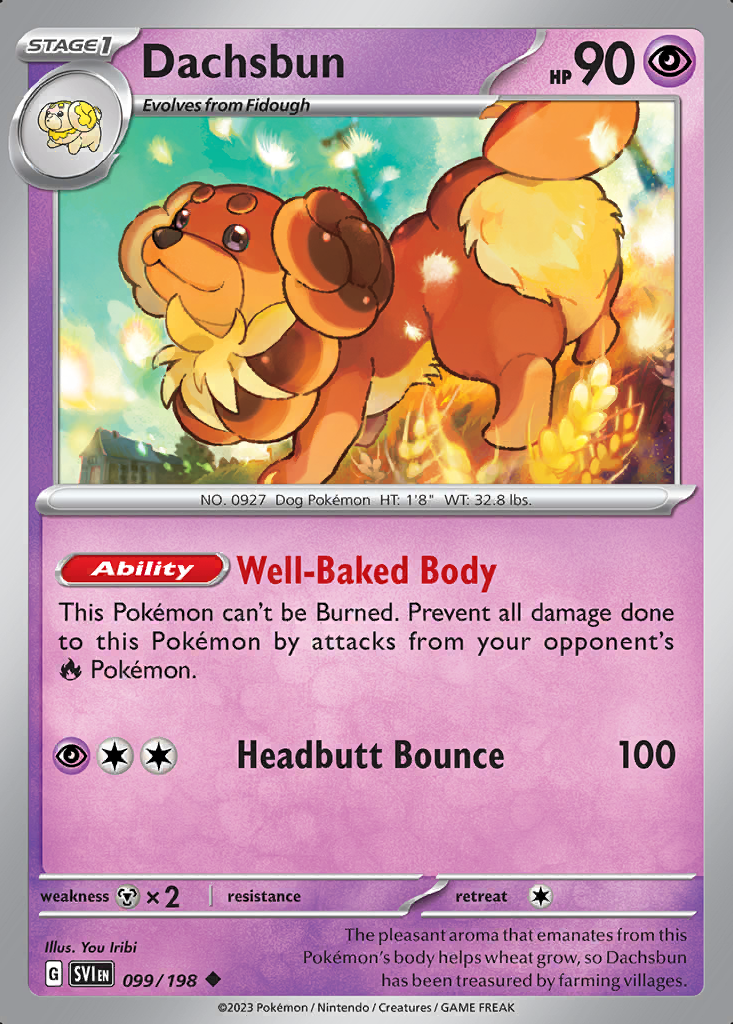 STAGE1
Dachsbun
HP 90
Evolves from Fidough
NO. 0927 Dog Pokémon HT: 1'8" WT: 32.8 lbs.
Ability Well-Baked Body
This Pokémon can't be Burned. Prevent all damage done
to this Pokémon by attacks from your opponent's
Pokémon.
Headbutt Bounce 100
weakness ×2 resistance retreat
Illus. You Iribi
The pleasant aroma that emanates from this
Pokémon's body helps wheat grow, so Dachsbun
has been treasured by farming villages.
G SVI EN 099/198
©2023 Pokémon / Nintendo / Creatures / GAME FREAK